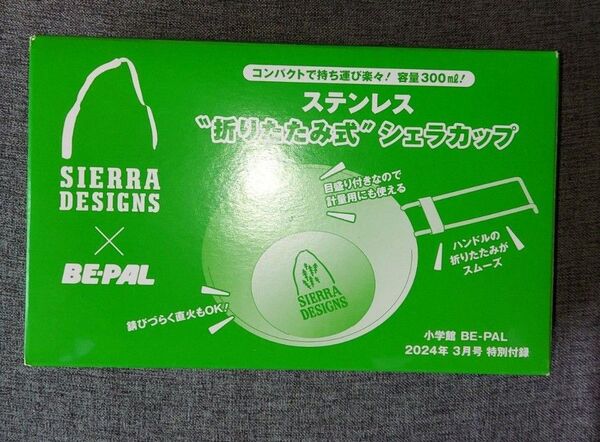 コンパクトで持ち運び楽々! 容量300㎖!
ステンレス
“折りたたみ式”シェラカップ
SIERRA
DESIGNS
×
BE-PAL
目盛り付きなので
計量用にも使える
ハンドルの
折りたたみが
スムーズ
SIERRA
DESIGNS
錆びづらく直火もOK!
小学館 BE-PAL
2024年 3月号 特別付録